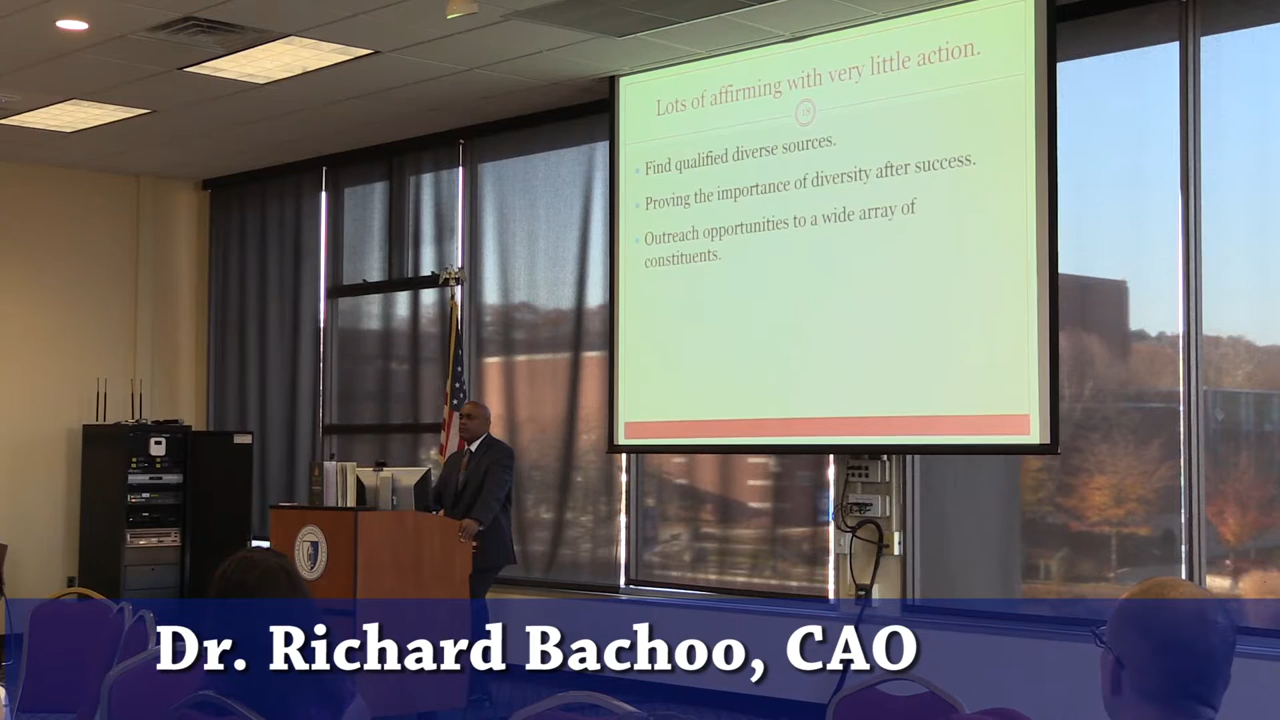 Lots of affirming with very little action.
18
Find qualified diverse sources.
Proving the importance of diversity after success.
Outreach opportunities to a wide array of
constituents.
Dr. Richard Bachoo, CAO